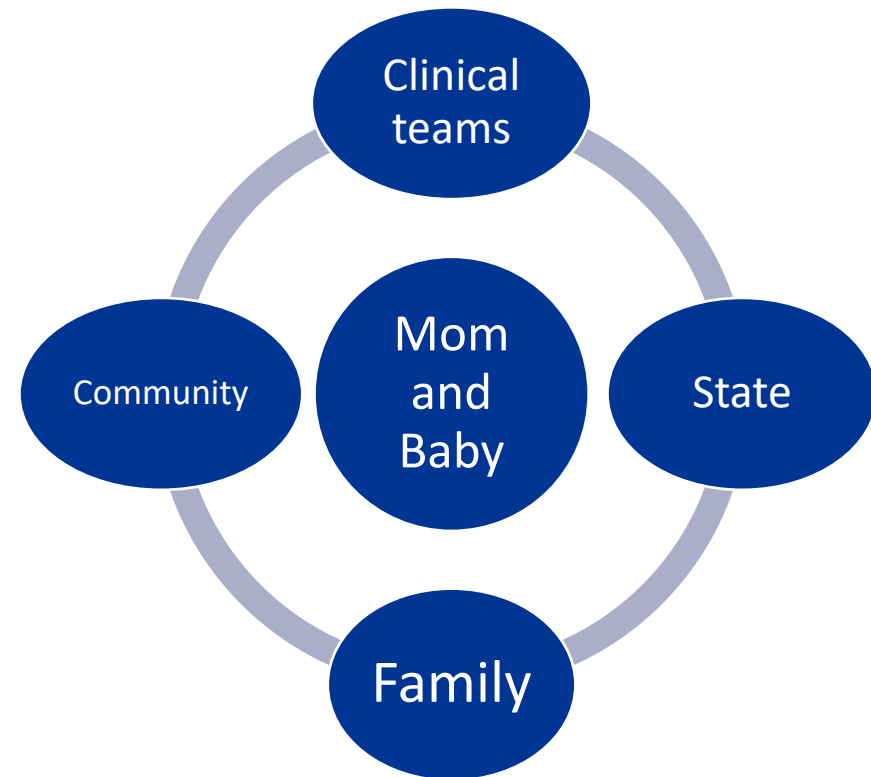 Clinical
teams
Community
Mom
and
Baby
State
Family